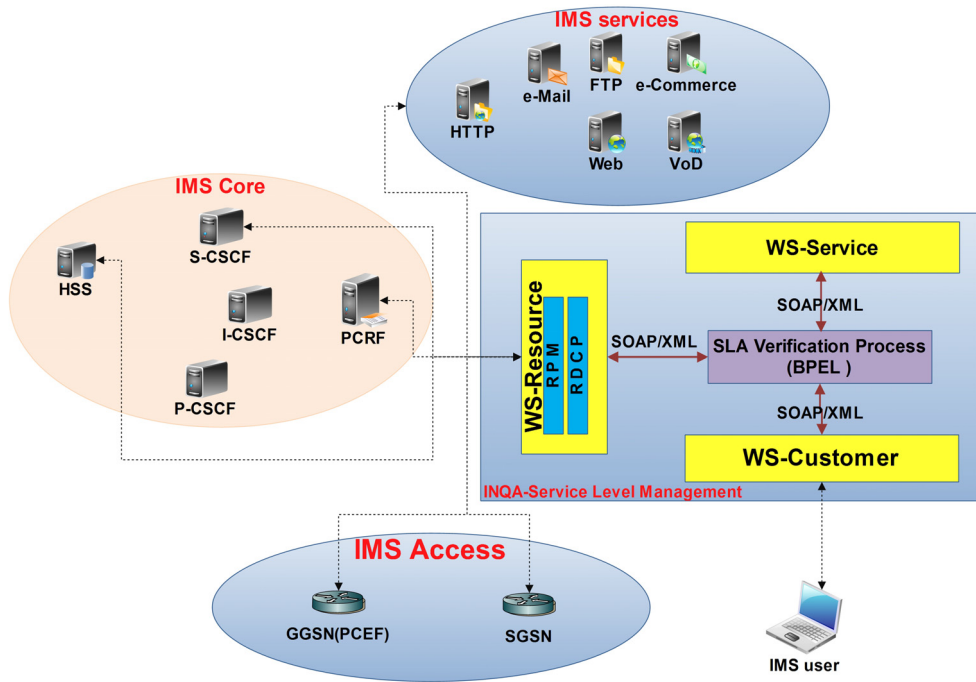 IMS services
e-Mail
FTP
e-Commerce
HTTP
Web
VoD
IMS Core
S-CSCF
HSS
I-CSCF
PCRF
P-CSCF
WS-Service
SOAP/XML
WS-Resource
RPM
RDCP
SOAP/XML
SLA Verification Process
(BPEL )
SOAP/XML
WS-Customer
INQA-Service Level Management
IMS Access
GGSN(PCEF)
SGSN
IMS user